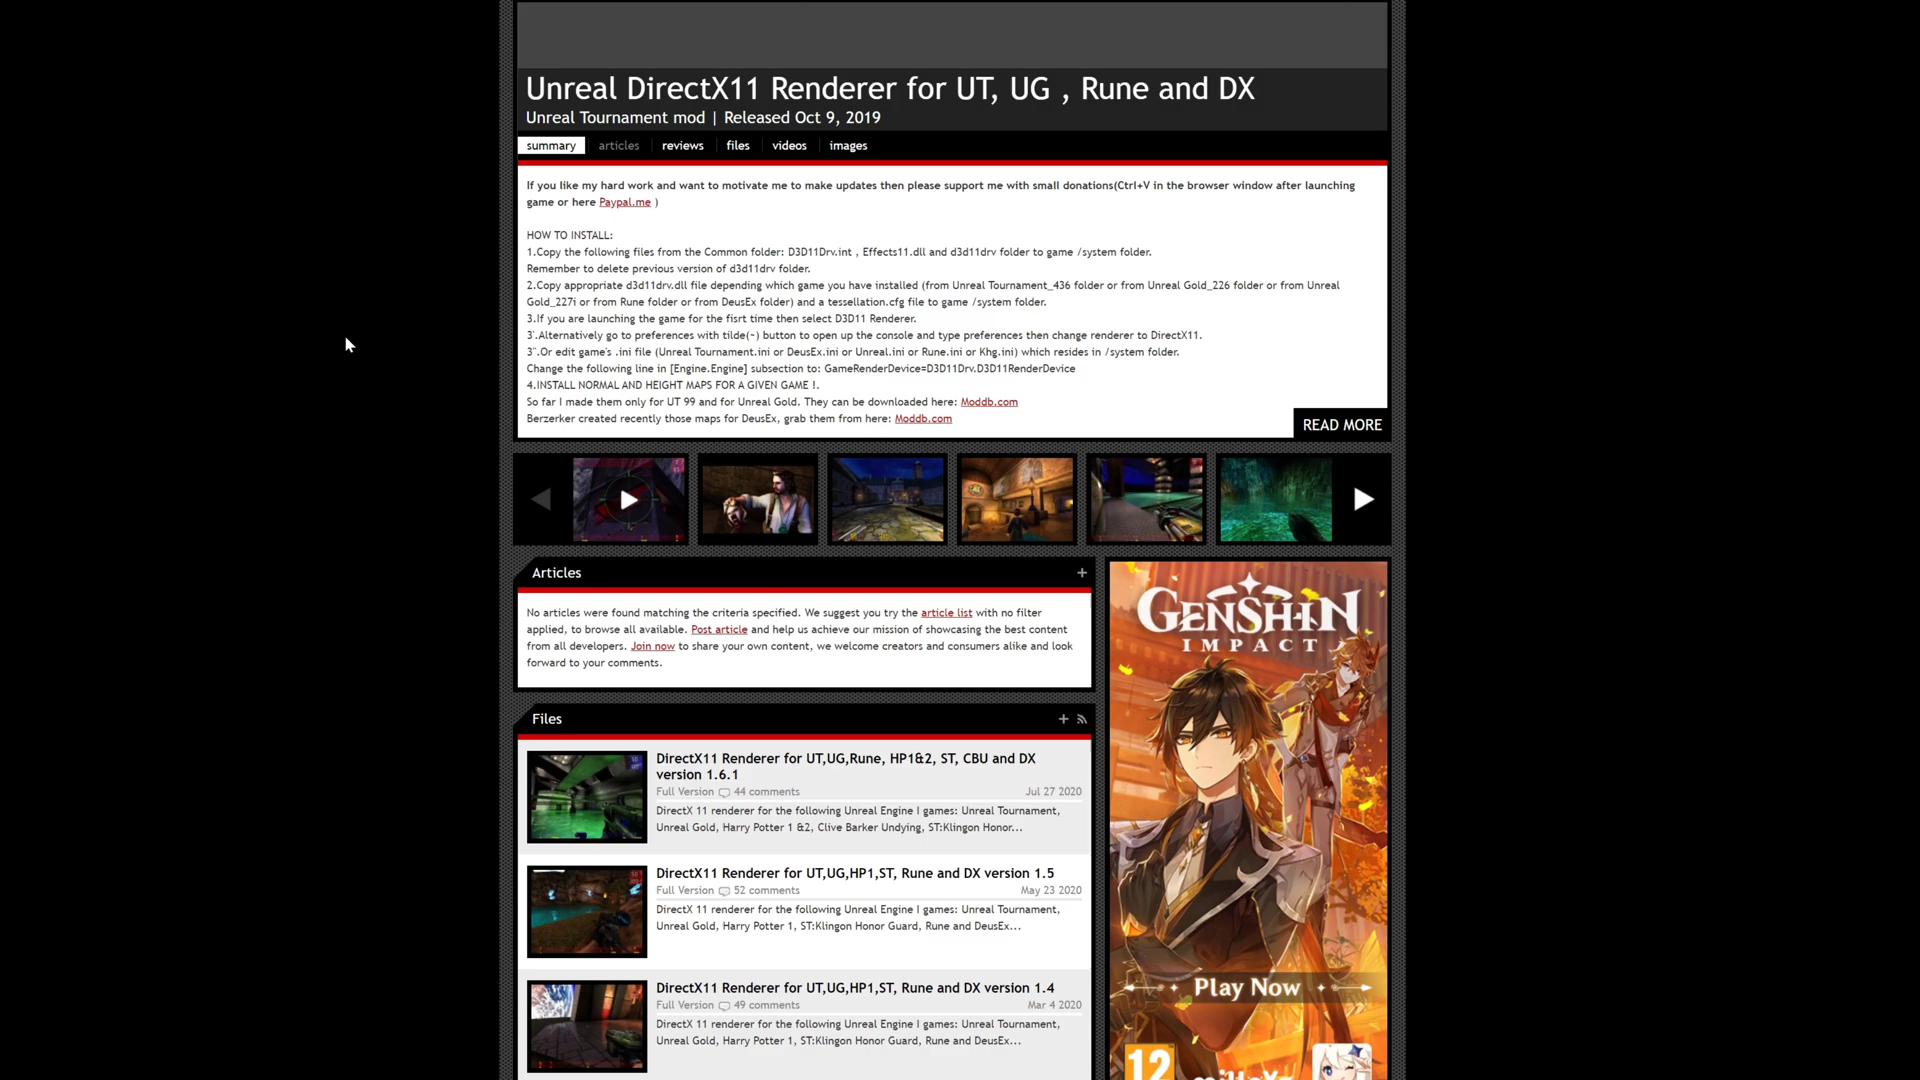 Unreal DirectX11 Renderer for UT, UG , Rune and DX
Unreal Tournament mod | Released Oct 9, 2019
summary articles reviews files videos images
If you like my hard work and want to motivate me to make updates then please support me with small donations(Ctrl+V in the browser window after launching
game or here Paypal.me )
HOW TO INSTALL:
1.Copy the following files from the Common folder: D3D11Drv.int , Effects11.dll and d3d11drv folder to game /system folder.
Remember to delete previous version of d3d11drv folder.
2.Copy appropriate d3d11drv.dll file depending which game you have installed (from Unreal Tournament_436 folder or from Unreal Gold_226 folder or from Unreal
Gold_227i or from Rune folder or from DeusEx folder) and a tessellation.cfg file to game /system folder.
3.If you are launching the game for the fisrt time then select D3D11 Renderer.
3'.Alternatively go to preferences with tilde(~) button to open up the console and type preferences then change renderer to DirectX11.
3".Or edit game's .ini file (Unreal Tournament.ini or DeusEx.ini or Unreal.ini or Rune.ini or Khg.ini) which resides in /system folder.
Change the following line in [Engine.Engine] subsection to: GameRenderDevice=D3D11Drv.D3D11RenderDevice
4.INSTALL NORMAL AND HEIGHT MAPS FOR A GIVEN GAME !.
So far I made them only for UT 99 and for Unreal Gold. They can be downloaded here: Moddb.com
Berzerker created recently those maps for DeusEx, grab them from here: Moddb.com
READ MORE
Articles
No articles were found matching the criteria specified. We suggest you try the article list with no filter
applied, to browse all available. Post article and help us achieve our mission of showcasing the best content
from all developers. Join now to share your own content, we welcome creators and consumers alike and look
forward to your comments.
Files
DirectX11 Renderer for UT,UG,Rune, HP1&2, ST, CBU and DX
version 1.6.1
Full Version 44 comments Jul 27 2020
DirectX 11 renderer for the following Unreal Engine I games: Unreal Tournament,
Unreal Gold, Harry Potter 1 &2, Clive Barker Undying, ST:Klingon Honor...
DirectX11 Renderer for UT,UG,HP1,ST, Rune and DX version 1.5
Full Version 52 comments May 23 2020
DirectX 11 renderer for the following Unreal Engine I games: Unreal Tournament,
Unreal Gold, Harry Potter 1, ST:Klingon Honor Guard, Rune and DeusEx...
DirectX11 Renderer for UT,UG,HP1,ST, Rune and DX version 1.4
Full Version 49 comments Mar 4 2020
DirectX 11 renderer for the following Unreal Engine I games: Unreal Tournament,
Unreal Gold, Harry Potter 1, ST:Klingon Honor Guard, Rune and DeusEx...
GENSHIN
IMPACT
Play Now
12